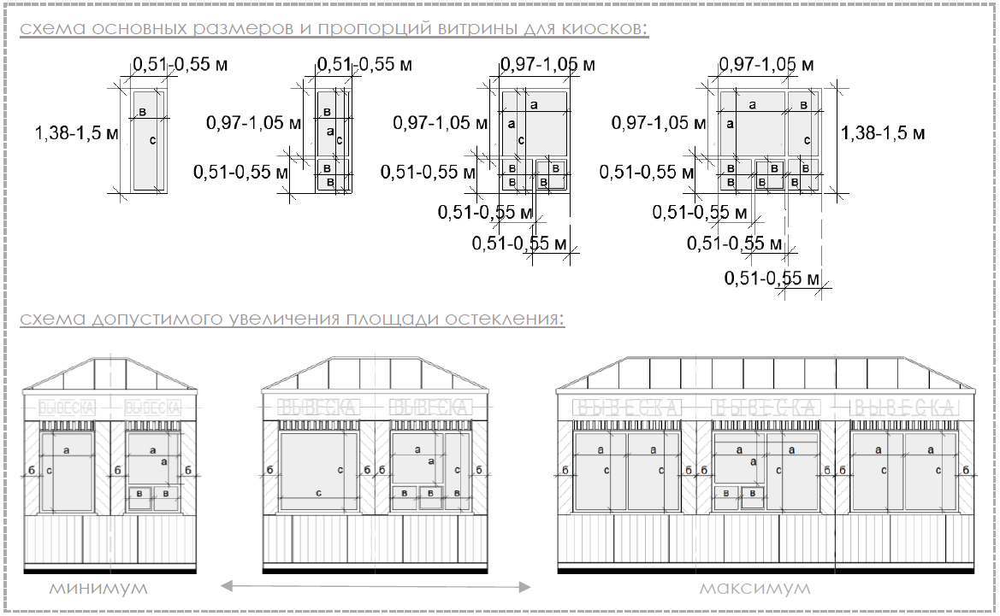 схема основных размеров и пропорций витрины для киосков:
0,51-0,55 м 0,51-0,55 м 0,97-1,05 м 0,97-1,05 м
в в а а в
1,38-1,5 м с 0,97-1,05 м а с 0,97-1,05 м а с 0,97-1,05 м а с 1,38-1,5 м
0,51-0,55 м в 0,51-0,55 м в в 0,51-0,55 м в в в
в в в в в в
0,51-0,55 м 0,51-0,55 м
0,51-0,55 м 0,51-0,55 м
0,51-0,55 м
схема допустимого увеличения площади остекления:
ВЫВЕСКА ВЫВЕСКА ВЫВЕСКА ВЫВЕСКА ВЫВЕСКА ВЫВЕСКА ВЫВЕСКА
а а а а а а а а а
б с б а б б с б б а с б б с с б б а с б б с с б
в в с в в в в в
минимум максимум